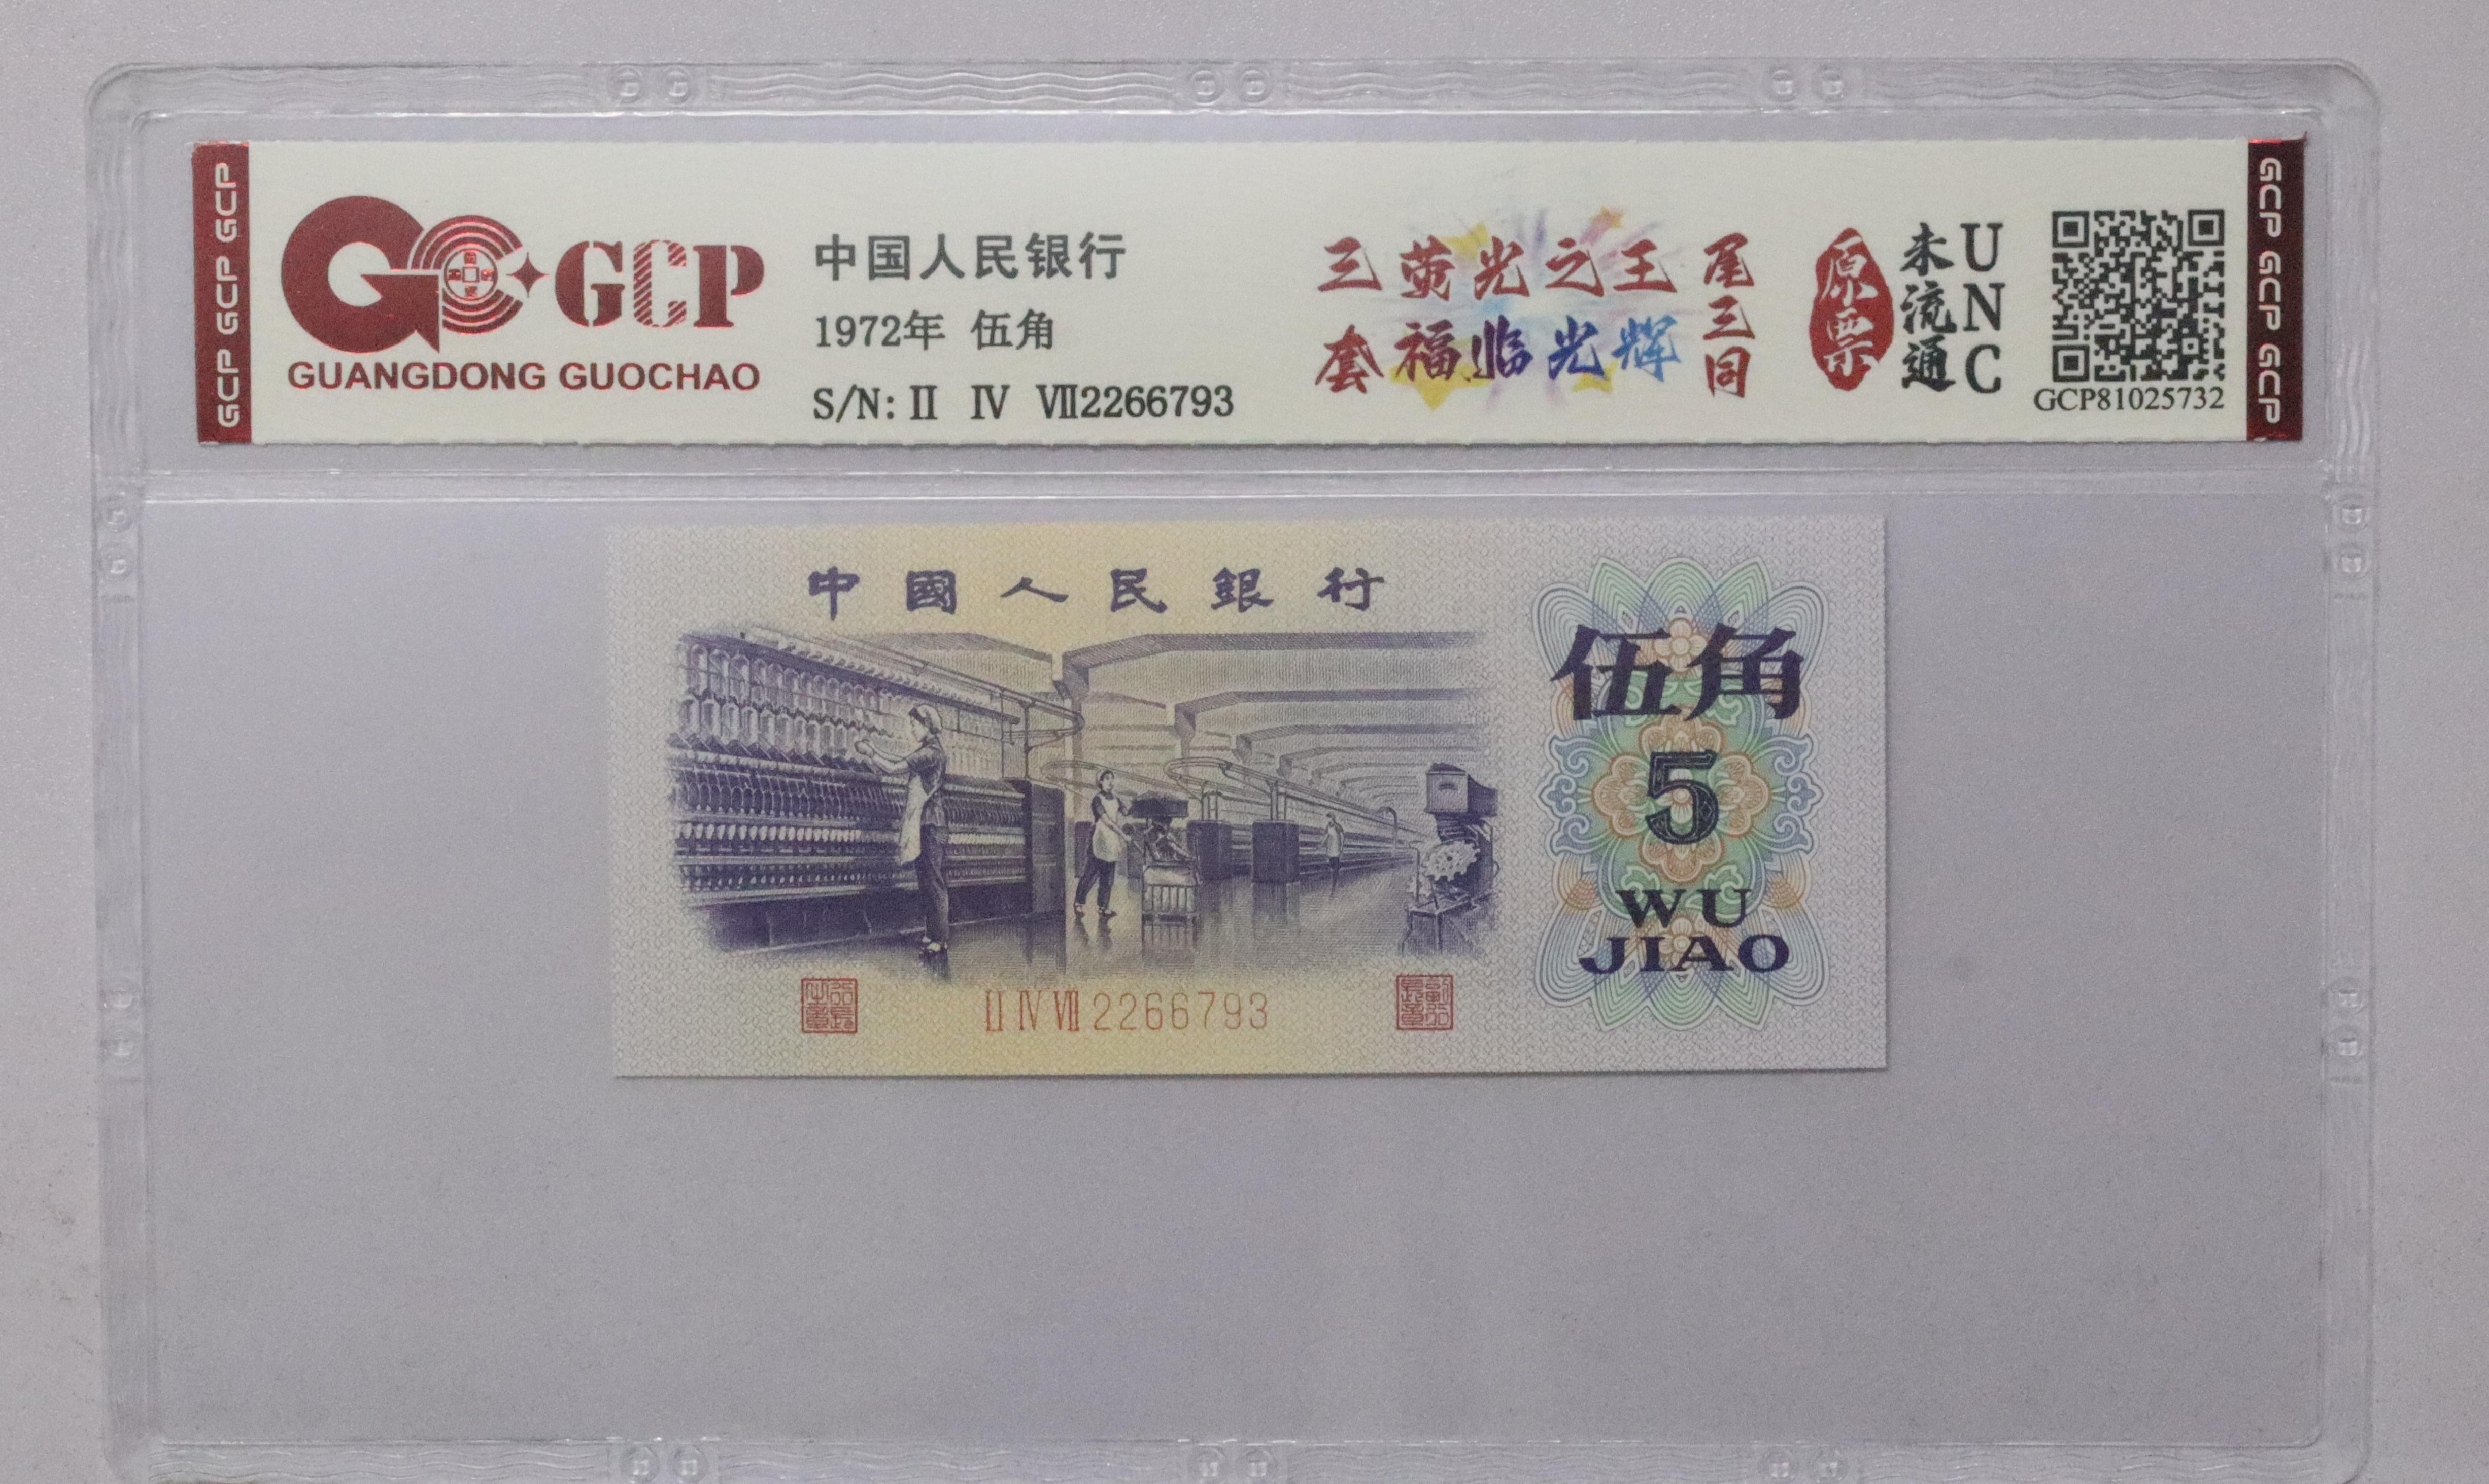 GCP GCP GCP
GCP
GUANGDONG GUOCHAO
中国人民银行
1972年 伍角
S/N: II IV VII2266793
三 萤光之王
套 福临光辉
尾三同
原票
未流通
UNC
GCP81025732
GCP GCP GCP
中國人民銀行
伍角
5
WU
JIAO
II IV VII 2266793